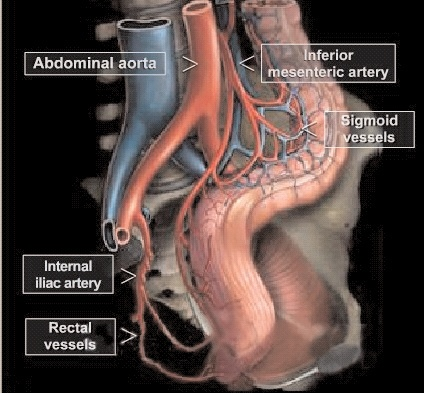 Abdominal aorta
Inferior
mesenteric artery
Sigmoid
vessels
Internal
iliac artery
Rectal
vessels